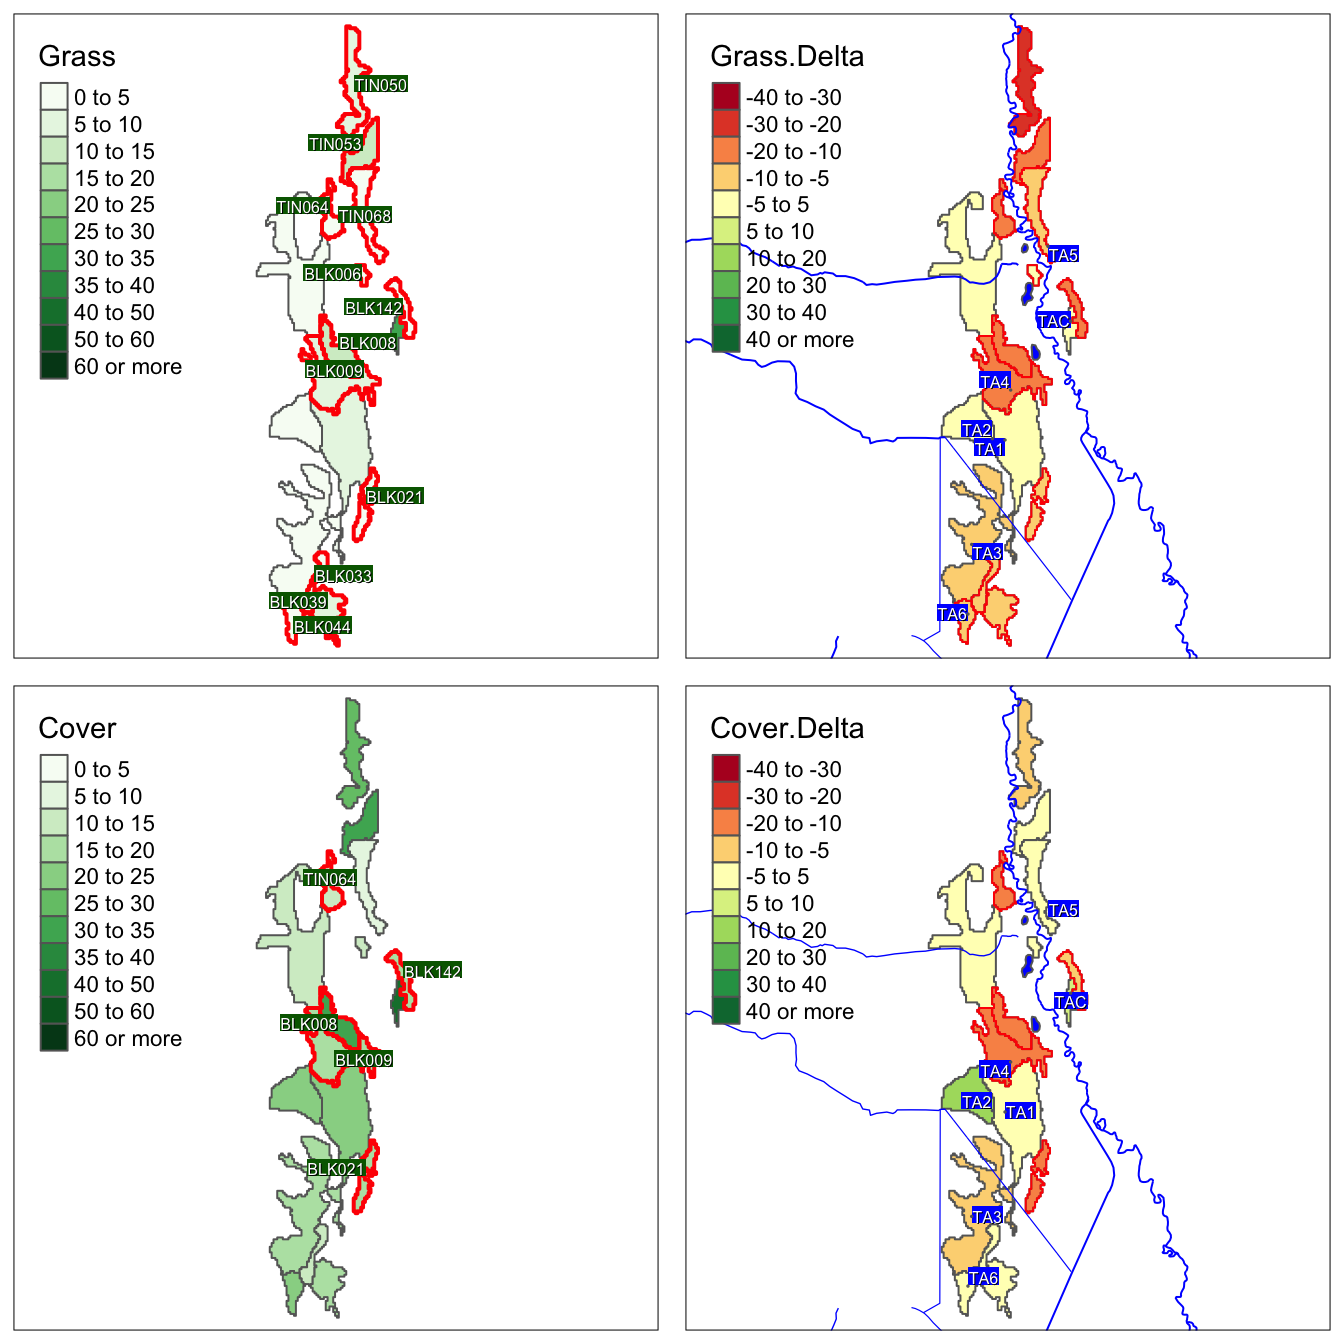 Grass
0 to 5
5 to 10
10 to 15
15 to 20
20 to 25
25 to 30
30 to 35
35 to 40
40 to 50
50 to 60
60 or more
TIN050
TIN053
TIN064
TIN068
BLK006
BLK142
BLK008
BLK009
BLK021
BLK033
BLK039
BLK044
Grass.Delta
-40 to -30
-30 to -20
-20 to -10
-10 to -5
-5 to 5
5 to 10
10 to 20
20 to 30
30 to 40
40 or more
TA5
TAC
TA4
TA2
TA1
TA3
TA6
Cover
0 to 5
5 to 10
10 to 15
15 to 20
20 to 25
25 to 30
30 to 35
35 to 40
40 to 50
50 to 60
60 or more
TIN064
BLK142
BLK008
BLK009
BLK021
Cover.Delta
-40 to -30
-30 to -20
-20 to -10
-10 to -5
-5 to 5
5 to 10
10 to 20
20 to 30
30 to 40
40 or more
TA5
TAC
TA4
TA2
TA1
TA3
TA6